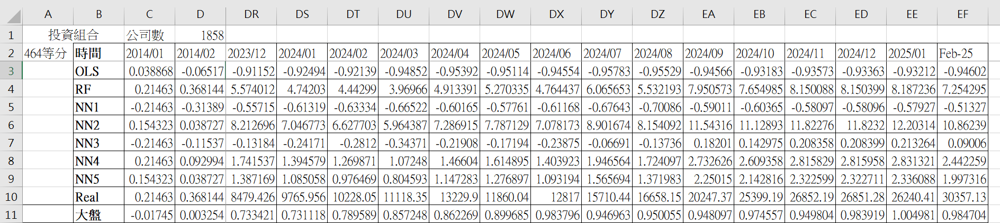 A B C D DR DS DT DU DV DW DX DY DZ EA EB EC ED EE EF
1 投資組合 公司數 1858
2 464等分 時間 2014/01 2014/02 2023/12 2024/01 2024/02 2024/03 2024/04 2024/05 2024/06 2024/07 2024/08 2024/09 2024/10 2024/11 2024/12 2025/01 Feb-25
3 OLS 0.038868 -0.06517 -0.91152 -0.92494 -0.92139 -0.94852 -0.95392 -0.95114 -0.94554 -0.95783 -0.95529 -0.94566 -0.93183 -0.93573 -0.93363 -0.93212 -0.94602
4 RF 0.21463 0.368144 5.574012 4.74203 4.44299 3.96966 4.913391 5.270335 4.764437 6.065653 5.532193 7.950573 7.654985 8.150088 8.150399 8.187236 7.254295
5 NN1 -0.21463 -0.31389 -0.55715 -0.61319 -0.63334 -0.66522 -0.60165 -0.57761 -0.61168 -0.67643 -0.70086 -0.59011 -0.60365 -0.58097 -0.58096 -0.57927 -0.51327
6 NN2 0.154323 0.038727 8.212696 7.046773 6.627703 5.964387 7.286915 7.787129 7.078173 8.901674 8.154092 11.54316 11.12893 11.82276 11.8232 12.20314 10.86239
7 NN3 -0.21463 -0.11537 -0.13184 -0.24171 -0.2812 -0.34371 -0.21908 -0.17194 -0.23875 -0.06691 -0.13736 0.18201 0.142975 0.208358 0.208399 0.213264 0.09006
8 NN4 0.21463 0.092994 1.741537 1.394579 1.269871 1.07248 1.46604 1.614895 1.403923 1.946564 1.724097 2.732626 2.609358 2.815829 2.815958 2.831321 2.442259
9 NN5 0.154323 0.038727 1.387169 1.085058 0.976469 0.804593 1.147283 1.276897 1.093194 1.565694 1.371983 2.25015 2.142816 2.322599 2.322711 2.336088 1.997316
10 Real 0.21463 0.368144 8479.426 9765.956 10228.05 11118.35 13229.9 11860.04 12817 15710.44 16658.15 20247.37 25399.19 26852.19 26851.28 26240.41 30357.13
11 大盤 -0.01745 0.003254 0.733421 0.731118 0.789589 0.857248 0.862269 0.899685 0.983796 0.946963 0.950055 0.948097 0.974557 0.949804 0.983919 1.004981 0.984704